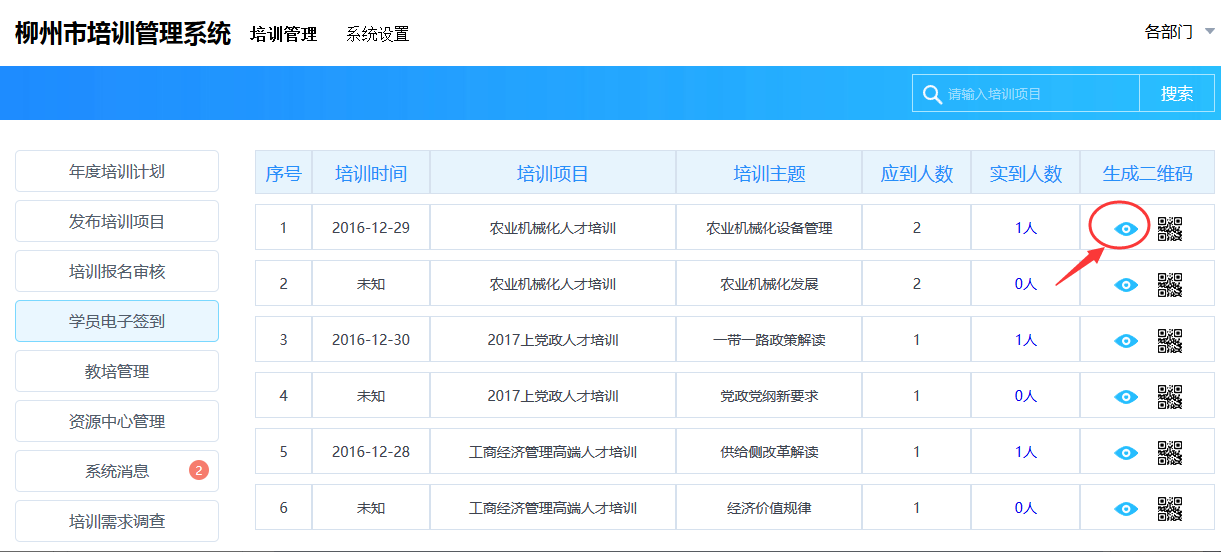 柳州市培训管理系统 培训管理 系统设置 各部门
请输入培训项目 搜索
年度培训计划
发布培训项目
培训报名审核
学员电子签到
教培管理
资源中心管理
系统消息 2
培训需求调查
序号 培训时间 培训项目 培训主题 应到人数 实到人数 生成二维码
1 2016-12-29 农业机械化人才培训 农业机械化设备管理 2 1人
2 未知 农业机械化人才培训 农业机械化发展 2 0人
3 2016-12-30 2017上党政人才培训 一带一路政策解读 1 1人
4 未知 2017上党政人才培训 党政党纲新要求 1 0人
5 2016-12-28 工商经济管理高端人才培训 供给侧改革解读 1 1人
6 未知 工商经济管理高端人才培训 经济价值规律 1 0人